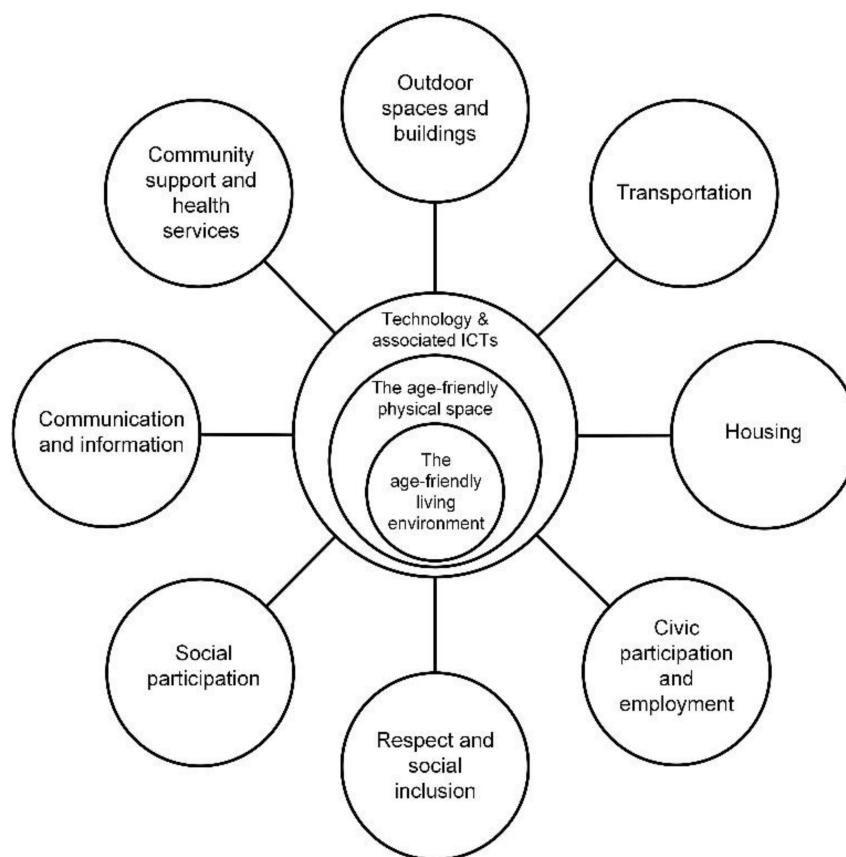 Outdoor
spaces and
buildings
Transportation
Housing
Civic
participation
and
employment
Respect and
social
inclusion
Social
participation
Communication
and information
Community
support and
health
services
Technology &
associated ICTs
The age-friendly
physical space
The
age-friendly
living
environment